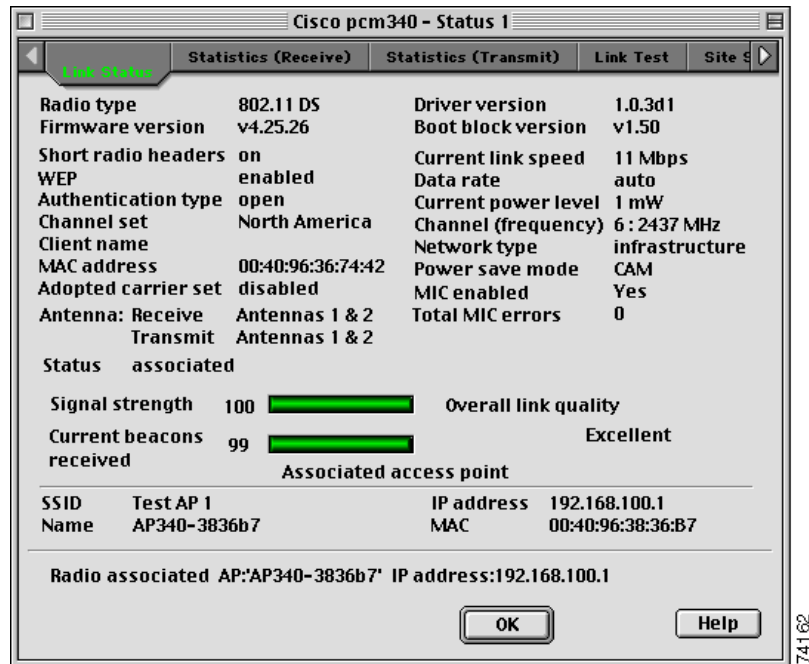 Cisco pcm340 - Status 1
Link Status Statistics (Receive) Statistics (Transmit) Link Test Site S
Radio type 802.11 DS Driver version 1.0.3d1
Firmware version v4.25.26 Boot block version v1.50
Short radio headers on Current link speed 11 Mbps
WEP enabled Data rate auto
Authentication type open Current power level 1 mW
Channel set North America Channel (frequency) 6 : 2437 MHz
Client name Network type infrastructure
MAC address 00:40:96:36:74:42 Power save mode CAM
Adopted carrier set disabled MIC enabled Yes
Antenna: Receive Antennas 1 & 2 Total MIC errors 0
Transmit Antennas 1 & 2
Status associated
Signal strength 100 Overall link quality
Current beacons received 99 Excellent
Associated access point
SSID Test AP 1 IP address 192.168.100.1
Name AP340-3836b7 MAC 00:40:96:38:36:B7
Radio associated AP:'AP340-3836b7' IP address:192.168.100.1
OK Help
74162